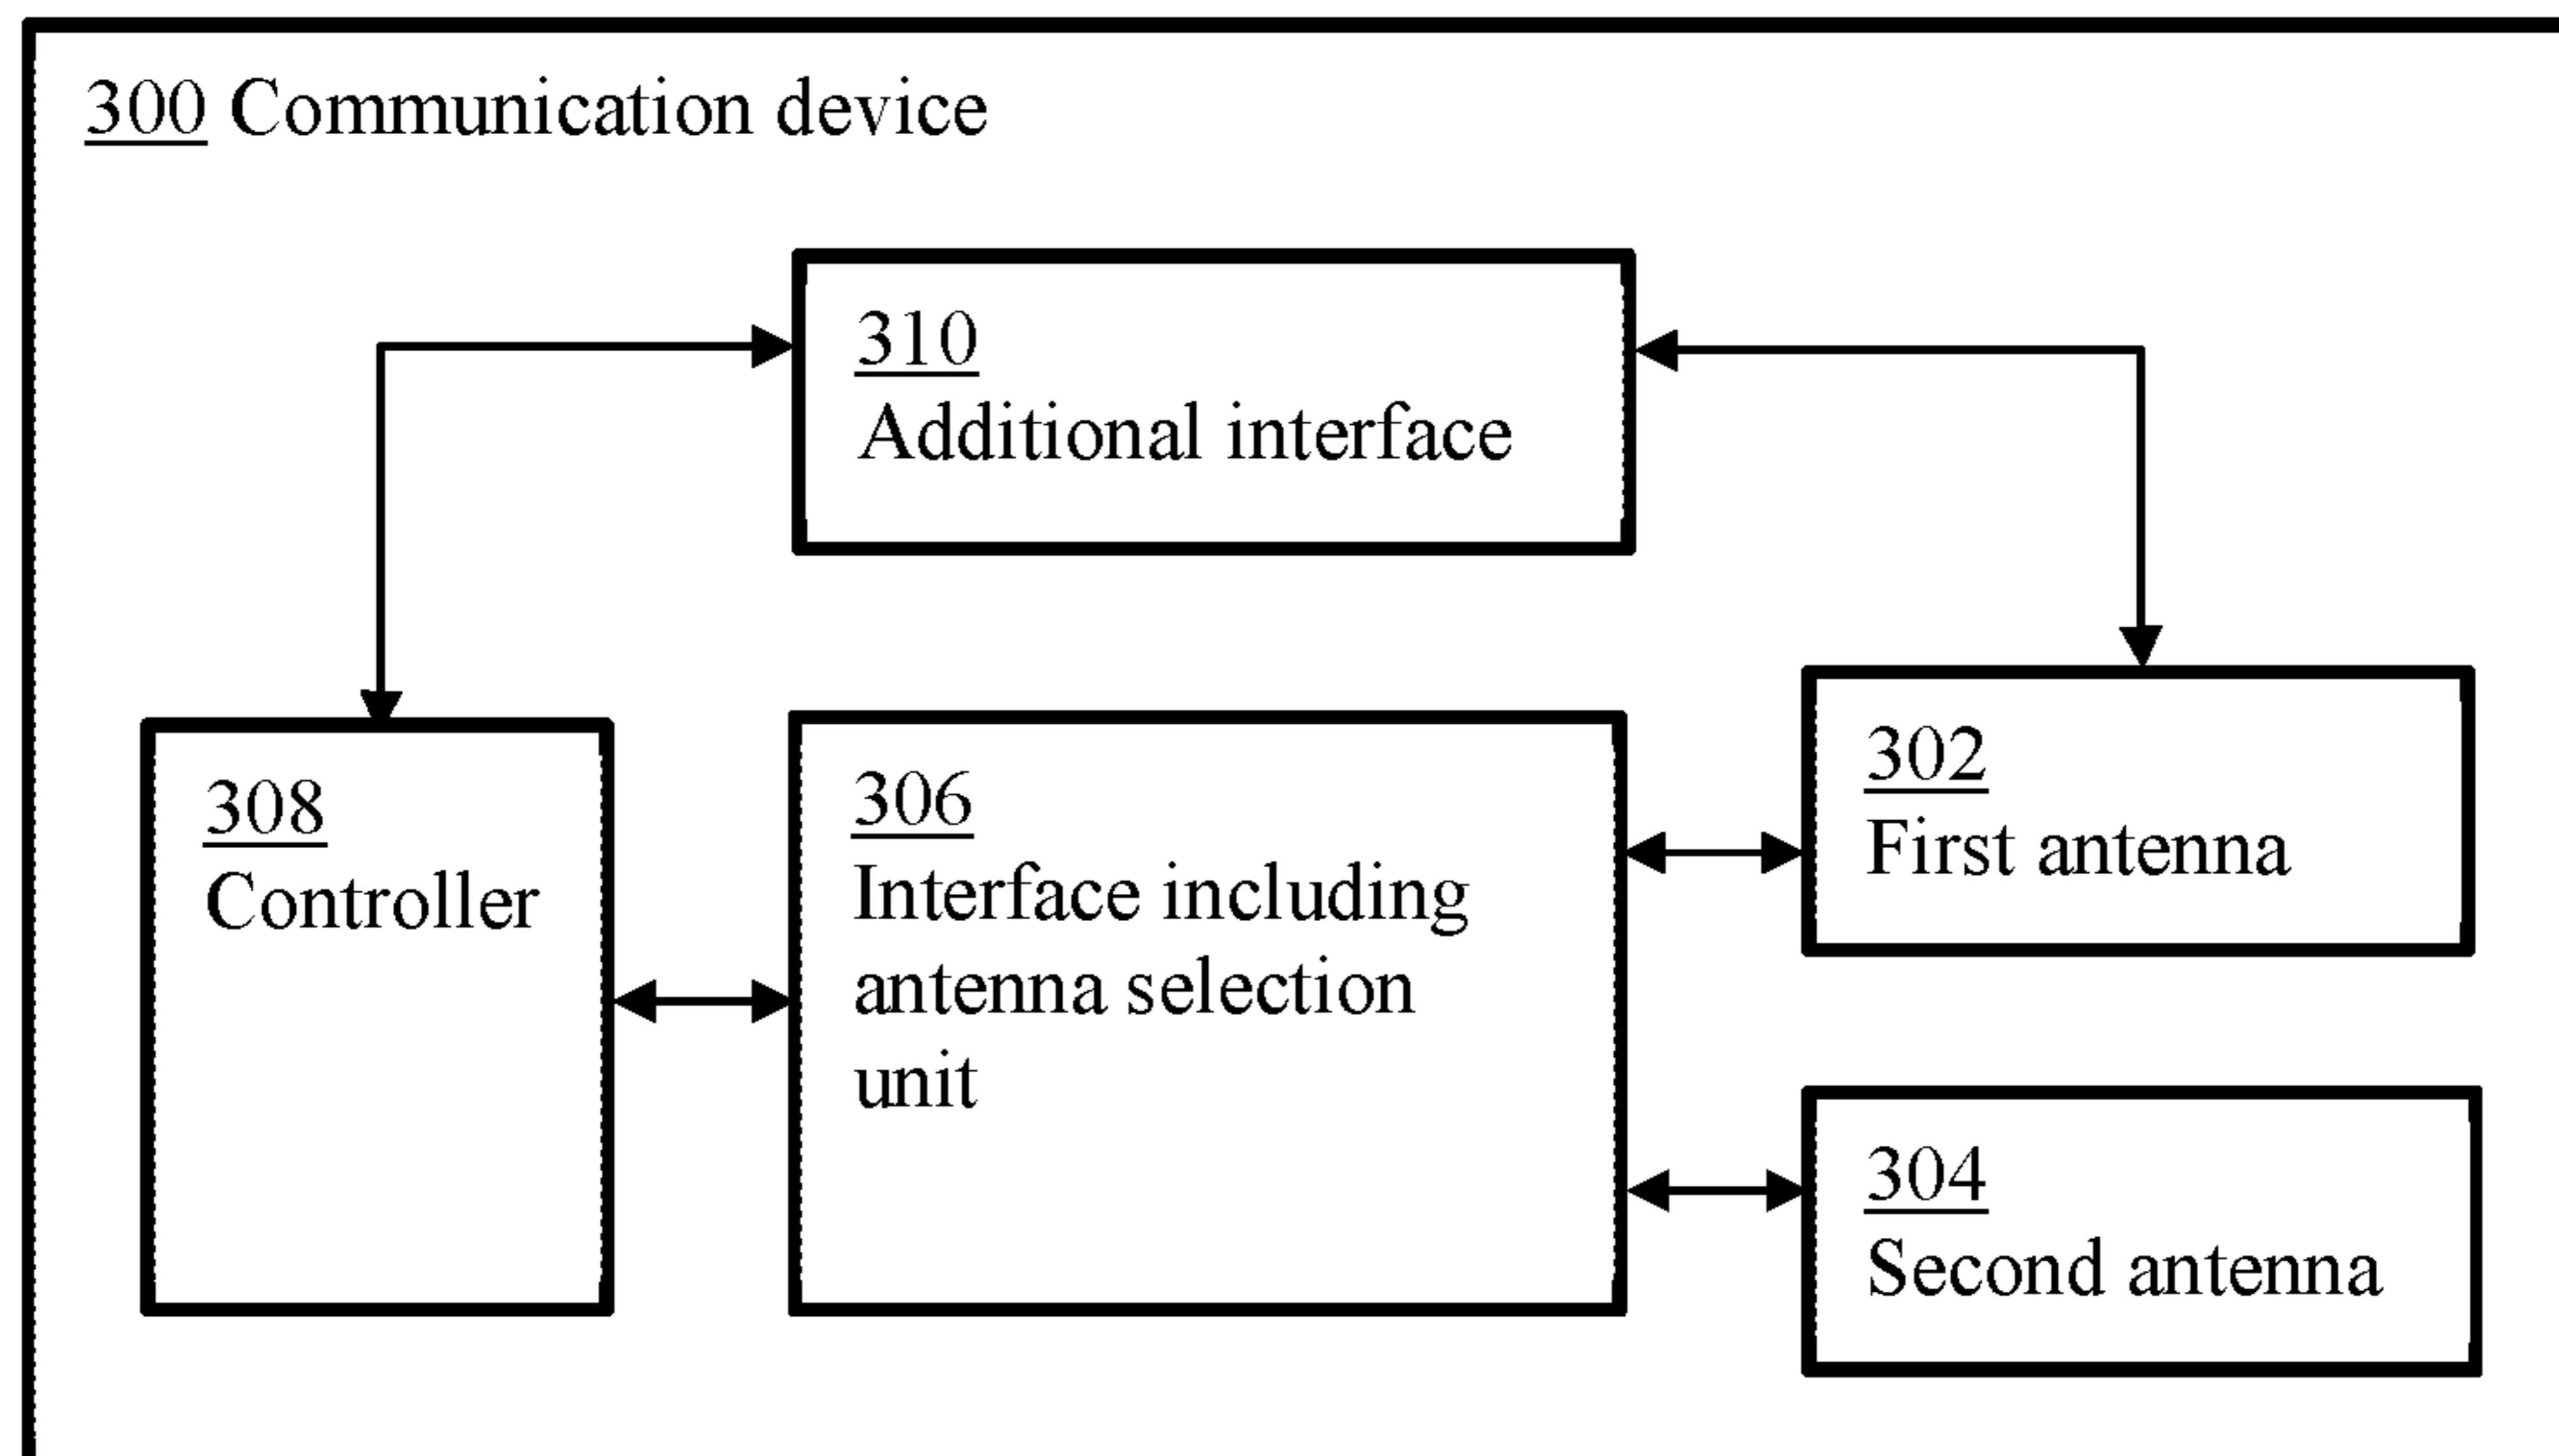 300 Communication device
310
Additional interface
308
Controller
306
Interface including
antenna selection
unit
302
First antenna
304
Second antenna